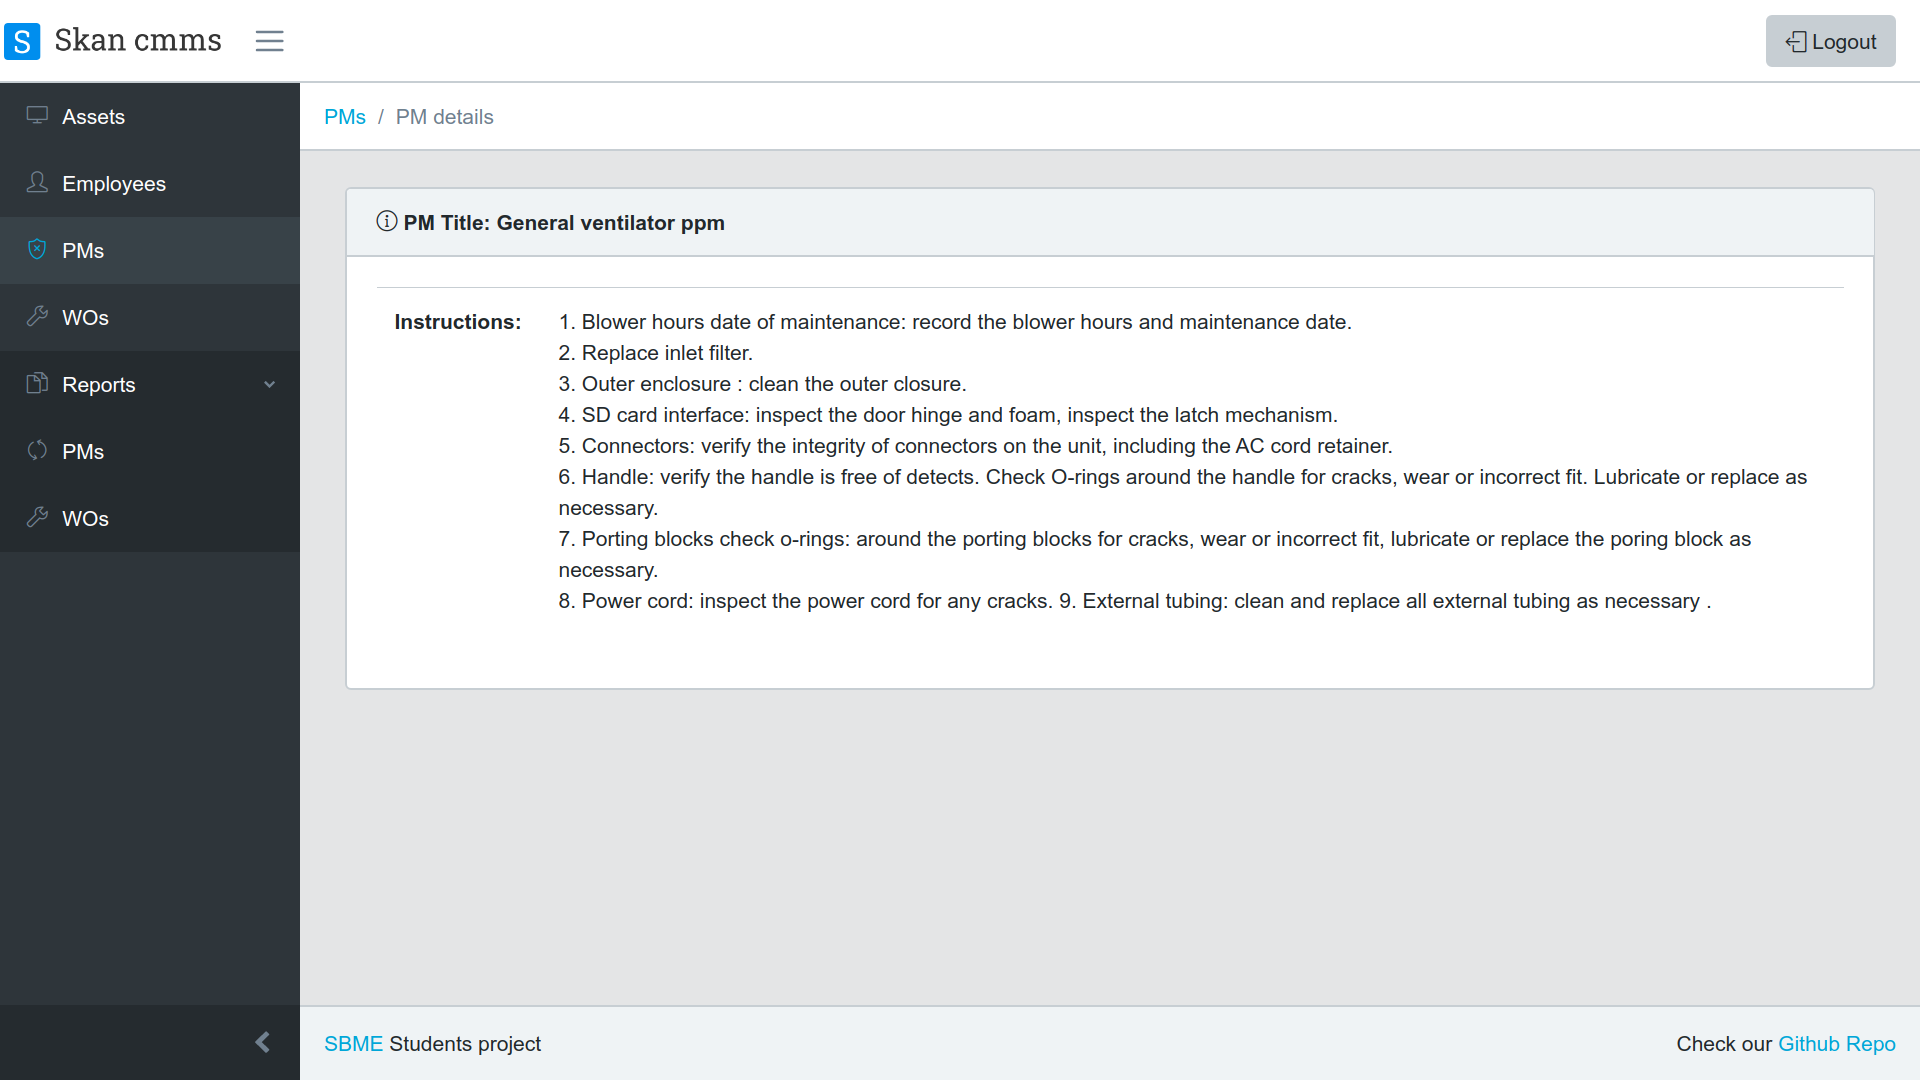 S Skan cmms
Logout
Assets
Employees
PMs
WOs
Reports
PMs
WOs
PMs / PM details
PM Title: General ventilator ppm
Instructions:
1. Blower hours date of maintenance: record the blower hours and maintenance date.
2. Replace inlet filter.
3. Outer enclosure : clean the outer closure.
4. SD card interface: inspect the door hinge and foam, inspect the latch mechanism.
5. Connectors: verify the integrity of connectors on the unit, including the AC cord retainer.
6. Handle: verify the handle is free of detects. Check O-rings around the handle for cracks, wear or incorrect fit. Lubricate or replace as
necessary.
7. Porting blocks check o-rings: around the porting blocks for cracks, wear or incorrect fit, lubricate or replace the poring block as
necessary.
8. Power cord: inspect the power cord for any cracks. 9. External tubing: clean and replace all external tubing as necessary .
SBME Students project
Check our Github Repo